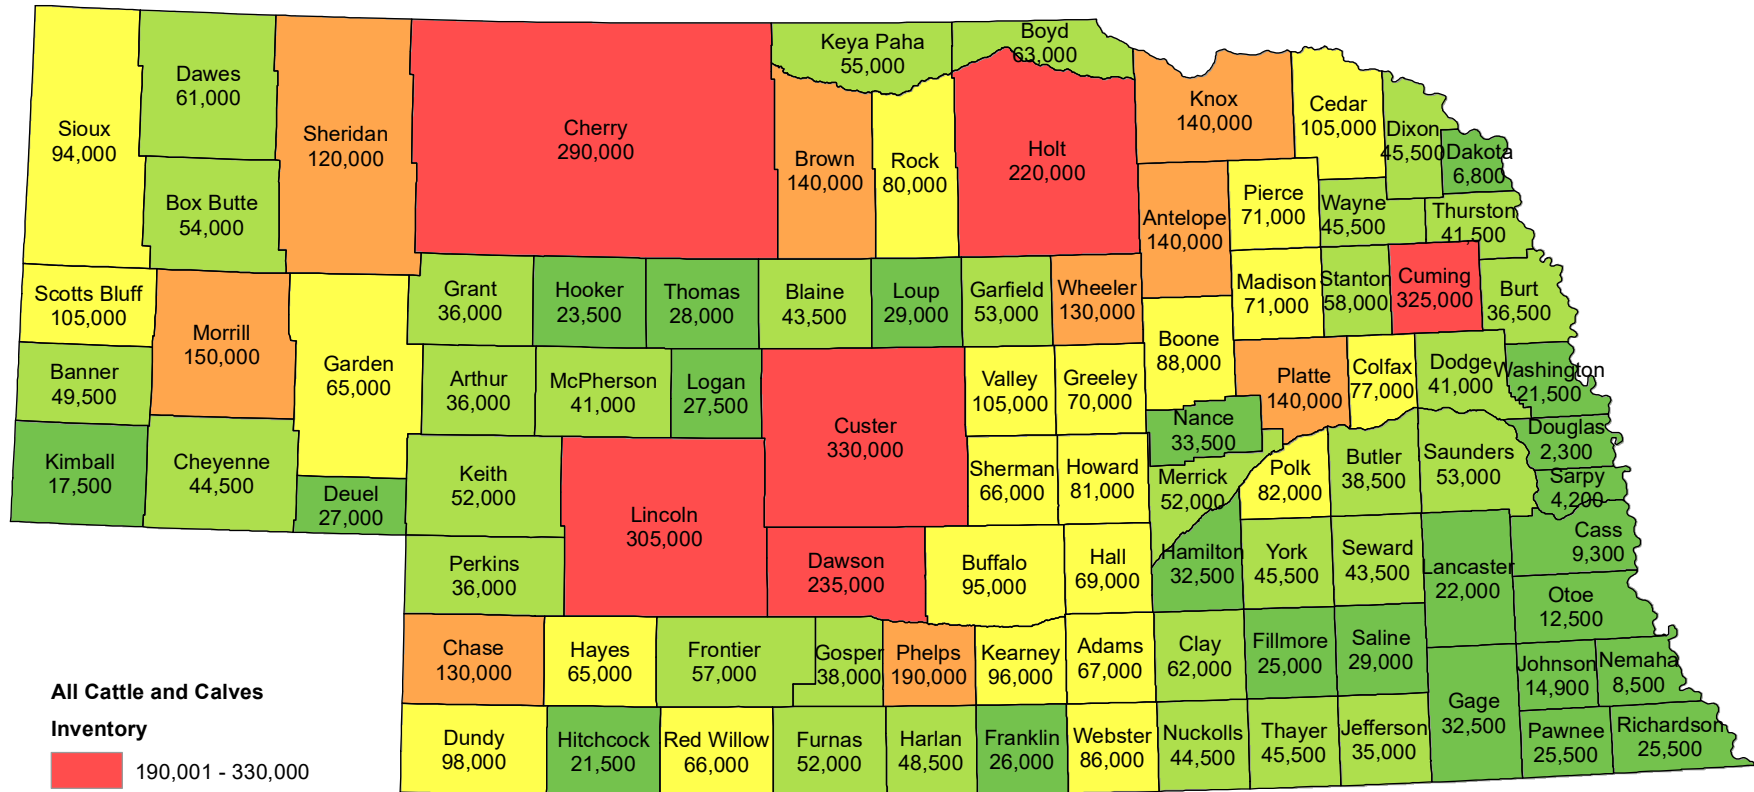 Keya Paha
55,000
Boyd
63,000
Dawes
61,000
Sioux
94,000
Sheridan
120,000
Cherry
290,000
Brown
140,000
Rock
80,000
Holt
220,000
Knox
140,000
Cedar
105,000
Dixon
45,500
Dakota
6,800
Box Butte
54,000
Antelope
140,000
Pierce
71,000
Wayne
45,500
Thurston
41,500
Scotts Bluff
105,000
Morrill
150,000
Garden
65,000
Grant
36,000
Hooker
23,500
Thomas
28,000
Blaine
43,500
Loup
29,000
Garfield
53,000
Wheeler
130,000
Madison
71,000
Stanton
58,000
Cuming
325,000
Burt
36,500
Banner
49,500
Arthur
36,000
McPherson
41,000
Logan
27,500
Custer
330,000
Valley
105,000
Greeley
70,000
Boone
88,000
Platte
140,000
Colfax
77,000
Dodge
41,000
Washington
21,500
Nance
33,500
Douglas
2,300
Kimball
17,500
Cheyenne
44,500
Deuel
27,000
Keith
52,000
Lincoln
305,000
Sherman
66,000
Howard
81,000
Merrick
52,000
Polk
82,000
Butler
38,500
Saunders
53,000
Sarpy
4,200
Cass
9,300
Perkins
36,000
Dawson
235,000
Buffalo
95,000
Hall
69,000
Hamilton
32,500
York
45,500
Seward
43,500
Lancaster
22,000
Otoe
12,500
Chase
130,000
Hayes
65,000
Frontier
57,000
Gosper
38,000
Phelps
190,000
Kearney
96,000
Adams
67,000
Clay
62,000
Fillmore
25,000
Saline
29,000
Gage
32,500
Johnson
14,900
Nemaha
8,500
Dundy
98,000
Hitchcock
21,500
Red Willow
66,000
Furnas
52,000
Harlan
48,500
Franklin
26,000
Webster
86,000
Nuckolls
44,500
Thayer
45,500
Jefferson
35,000
Pawnee
25,500
Richardson
25,500
All Cattle and Calves
Inventory
190,001 - 330,000